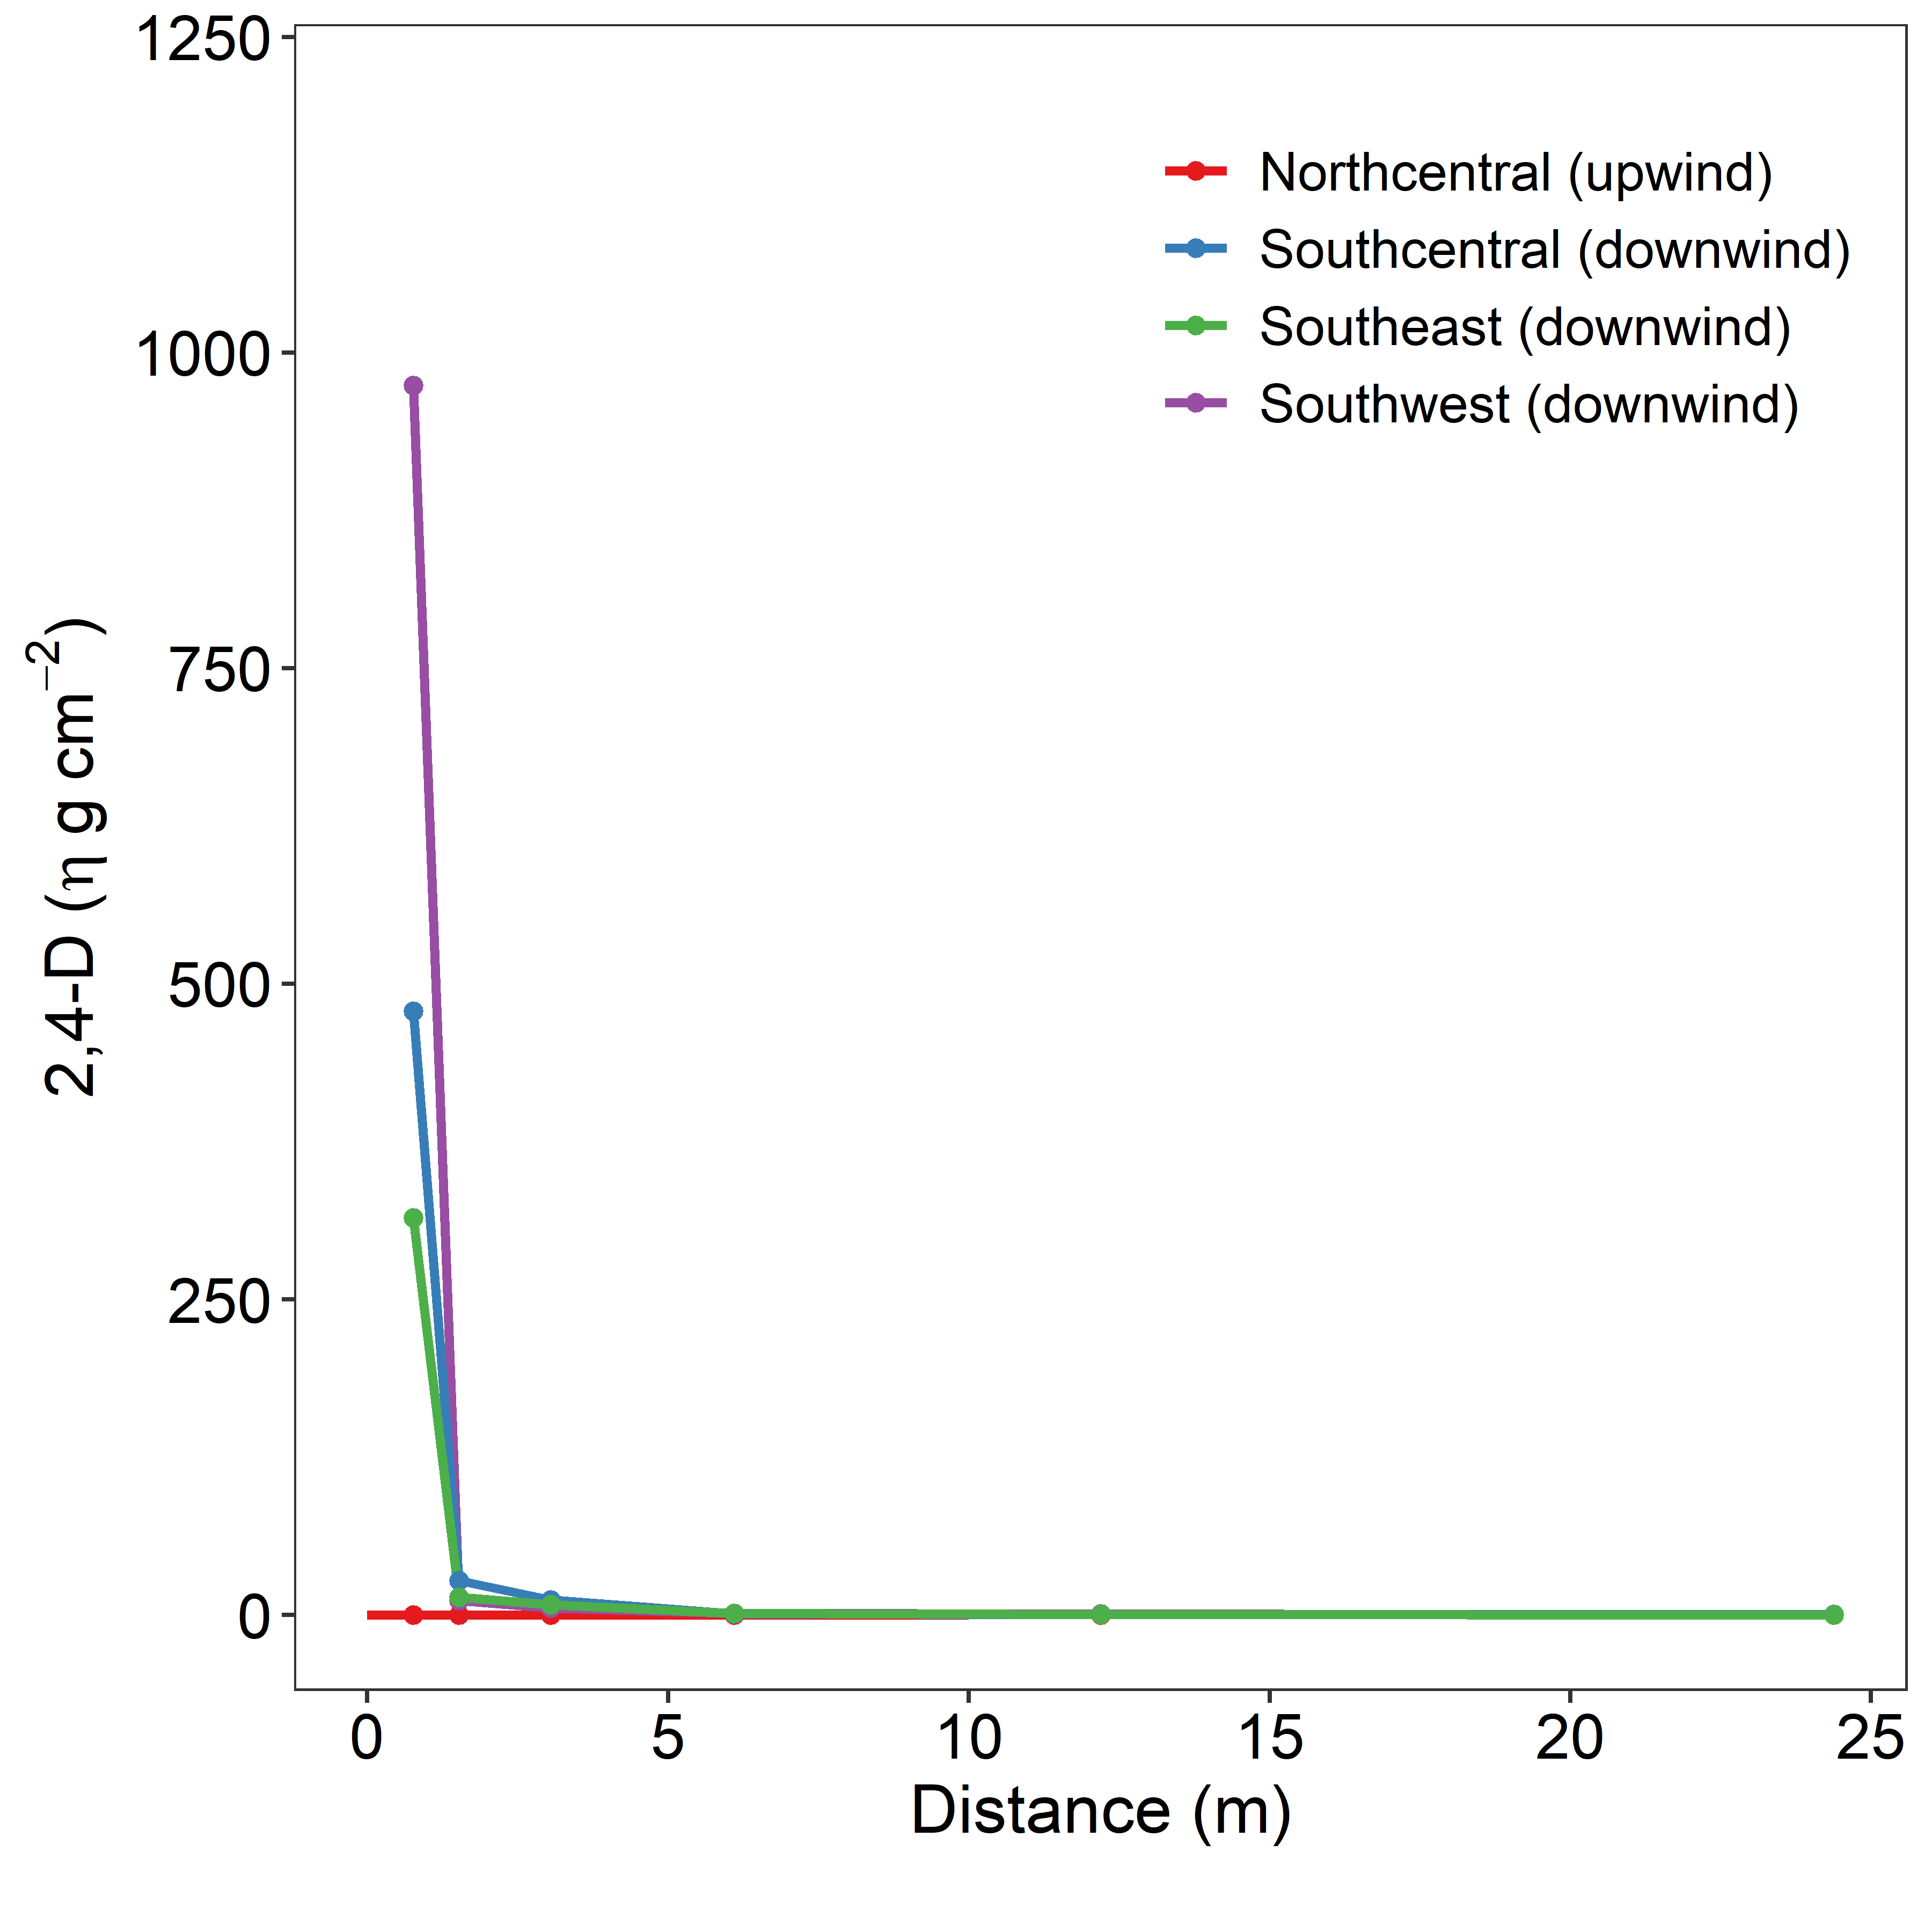 1250
1000
750
500
250
0
2,4-D (η g cm⁻²)
Northcentral (upwind)
Southcentral (downwind)
Southeast (downwind)
Southwest (downwind)
0 5 10 15 20 25
Distance (m)